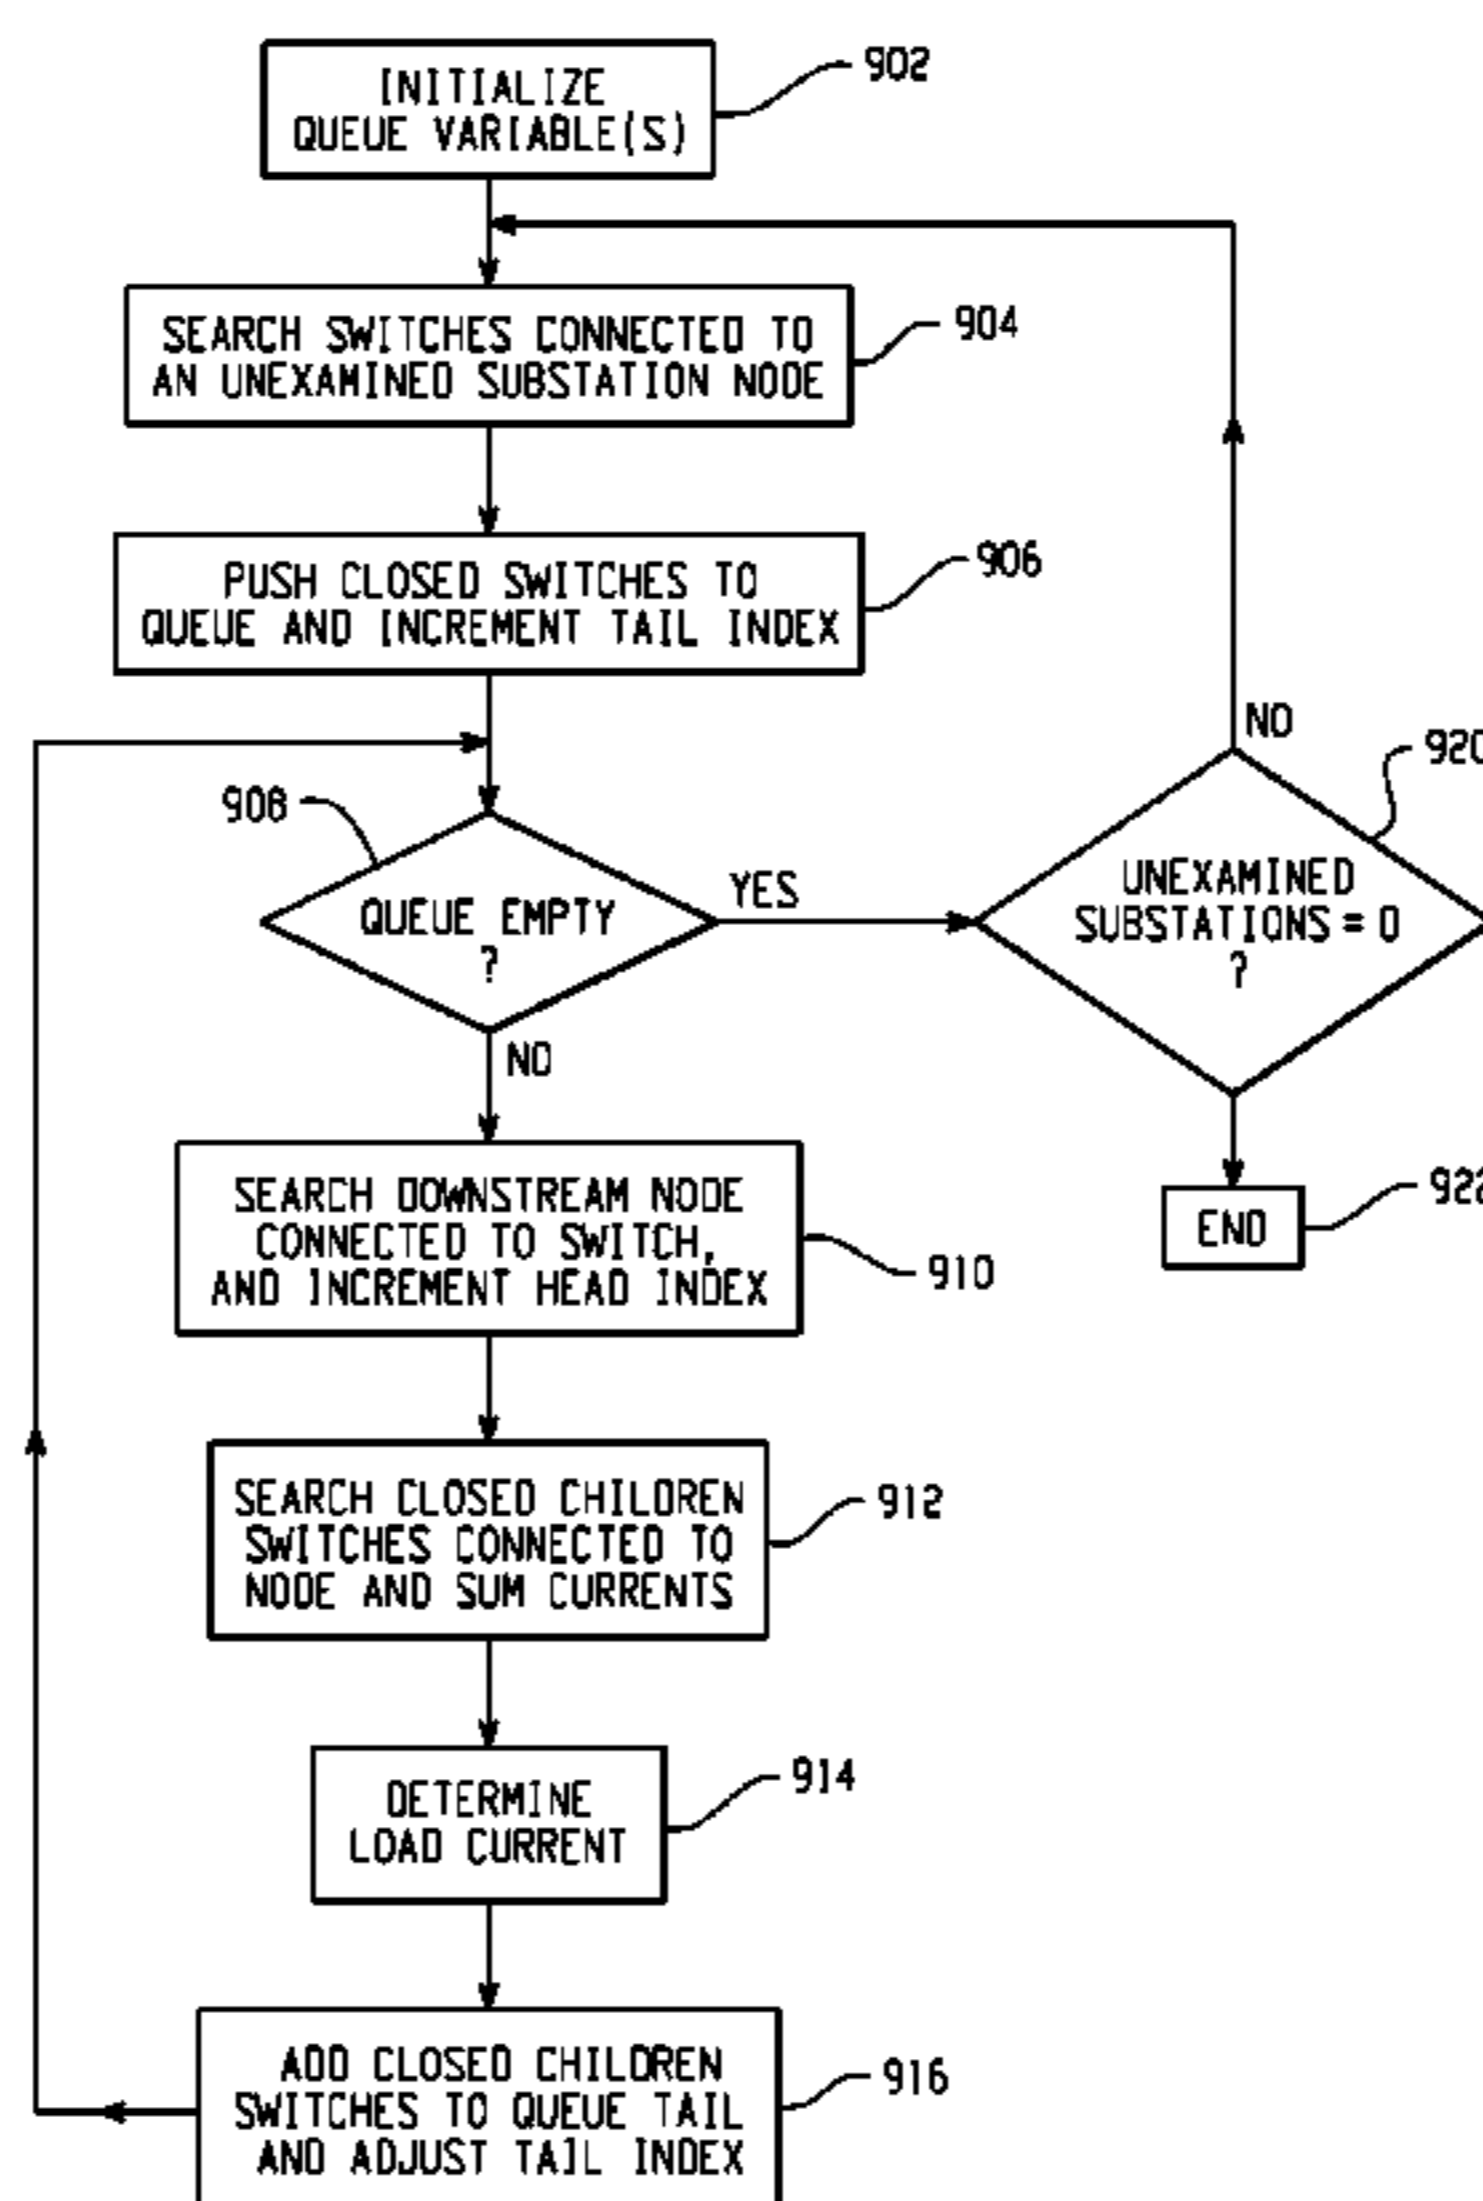 INITIALIZE
QUEUE VARIABLE(S)
902
SEARCH SWITCHES CONNECTED TO
AN UNEXAMINED SUBSTATION NODE
904
PUSH CLOSED SWITCHES TO
QUEUE AND INCREMENT TAIL INDEX
906
908
QUEUE EMPTY
?
YES
NO
NO
920
UNEXAMINED
SUBSTATIONS = 0
?
END
922
SEARCH DOWNSTREAM NODE
CONNECTED TO SWITCH,
AND INCREMENT HEAD INDEX
910
SEARCH CLOSED CHILDREN
SWITCHES CONNECTED TO
NODE AND SUM CURRENTS
912
DETERMINE
LOAD CURRENT
914
ADD CLOSED CHILDREN
SWITCHES TO QUEUE TAIL
AND ADJUST TAIL INDEX
916